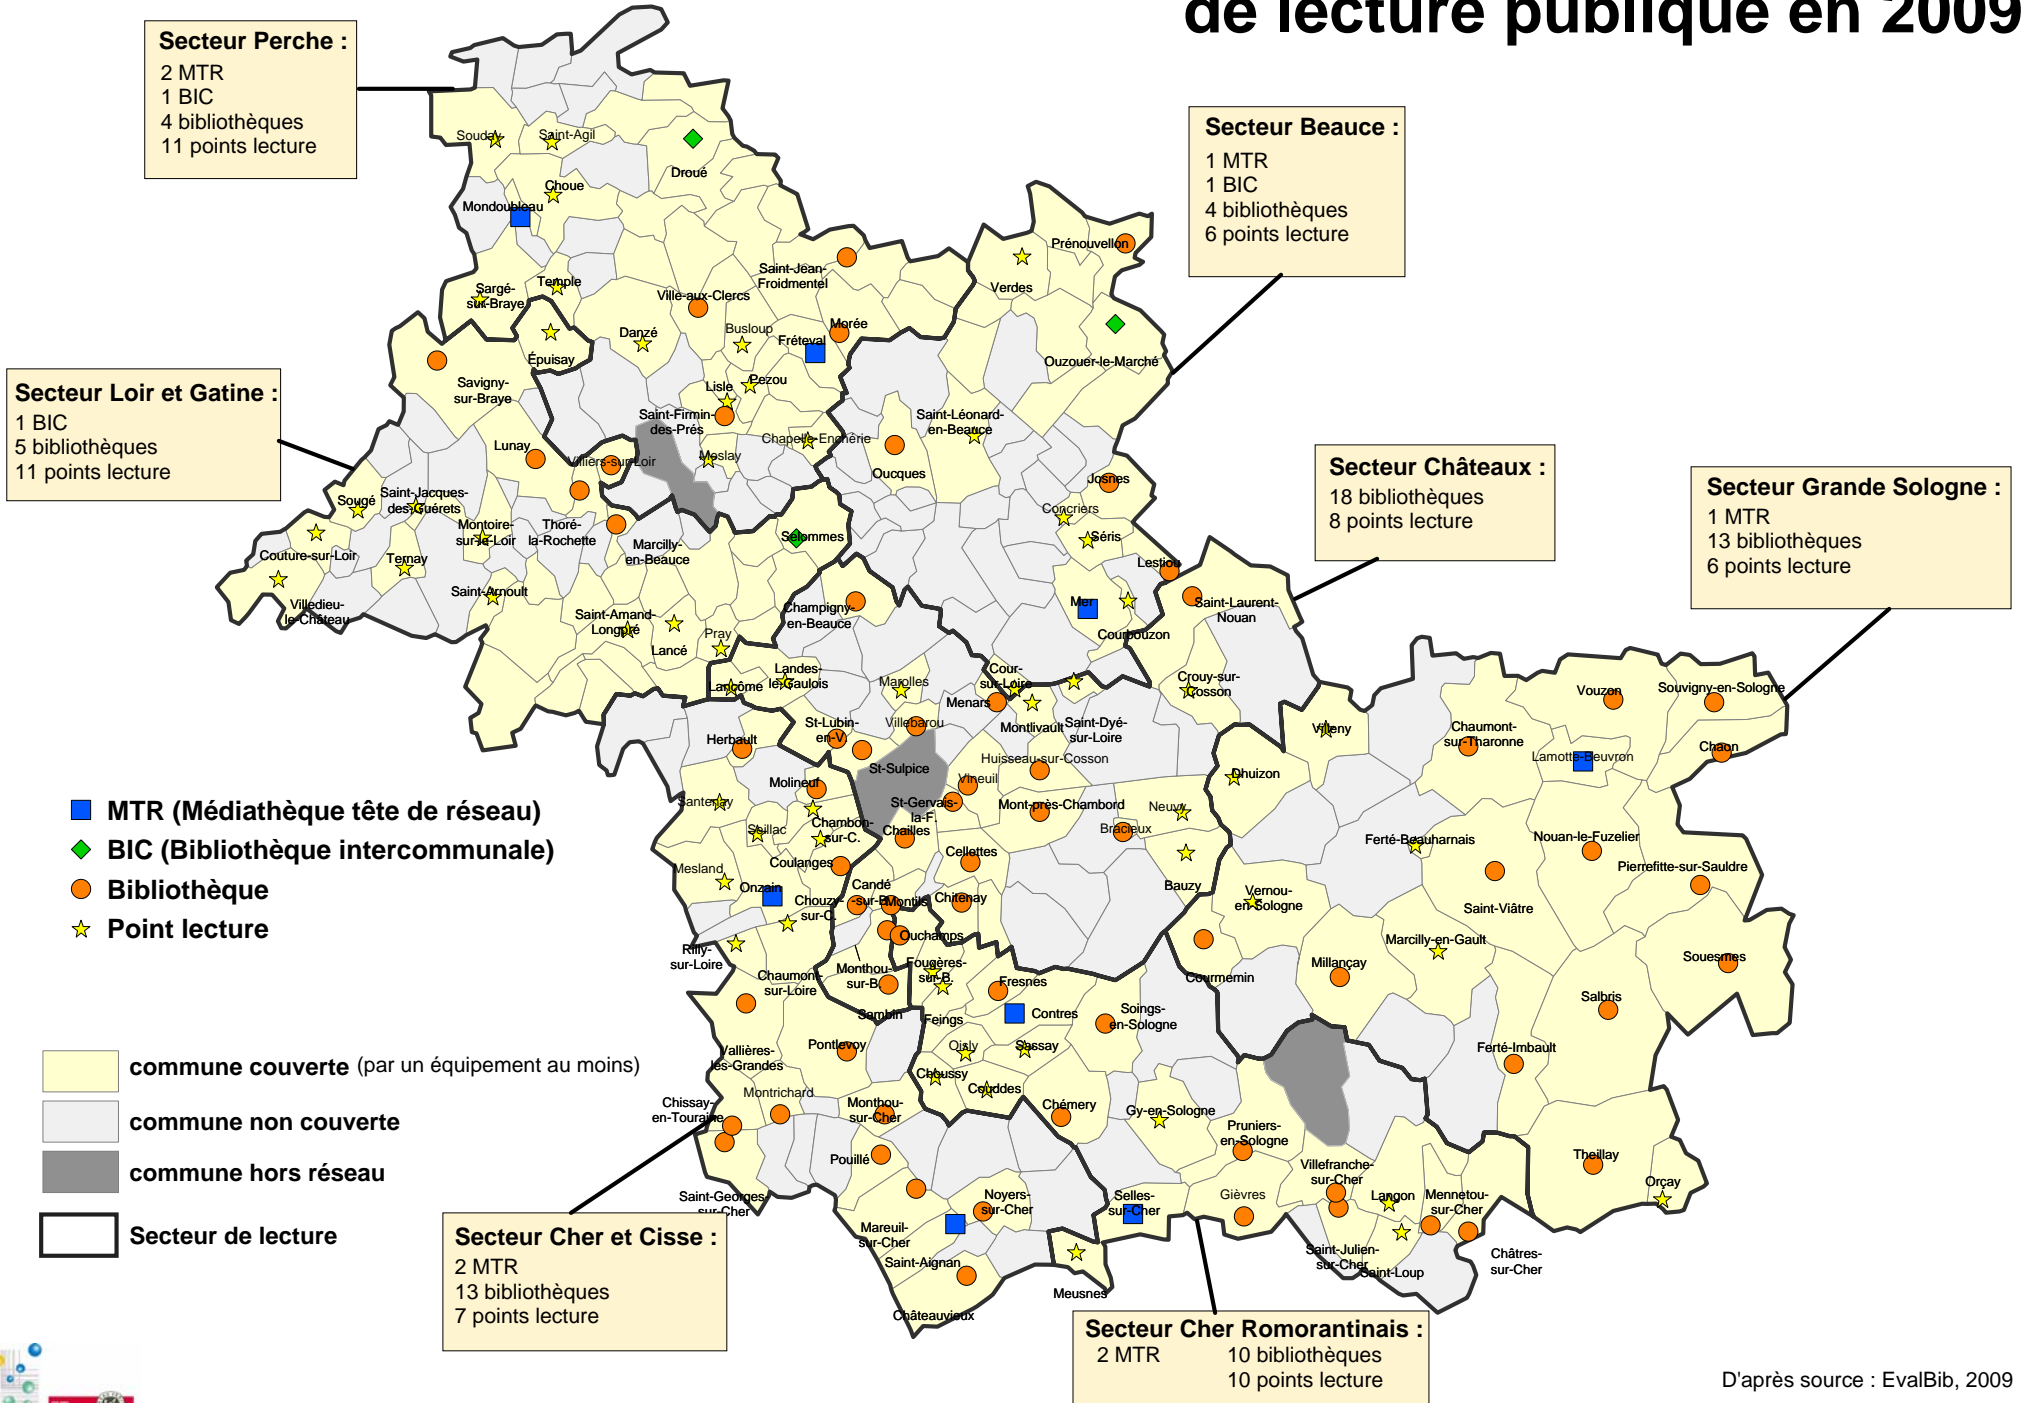 de lecture publique en 2009
Secteur Perche :
2 MTR
1 BIC
4 bibliothèques
11 points lecture
Secteur Beauce :
1 MTR
1 BIC
4 bibliothèques
6 points lecture
Secteur Loir et Gatine :
1 BIC
5 bibliothèques
11 points lecture
Secteur Châteaux :
18 bibliothèques
8 points lecture
Secteur Grande Sologne :
1 MTR
13 bibliothèques
6 points lecture
Souday
Saint-Agil
Droué
Choue
Mondoubleau
Sargé-
sur-Braye
Temple
Épuisay
Danzé
Ville-aux-Clercs
Saint-Jean-
Froidmentel
Busloup
Morée
Fréteval
Pezou
Lisle
Saint-Firmin-
des-Prés
Chapelle-Enchérie
Meslay
Villiers-sur-Loir
Prénouvellon
Verdes
Ouzouer-le-Marché
Saint-Léonard-
en-Beauce
Oucques
Josnes
Concriers
Séris
Lestiou
Mer
Courbouzon
Savigny-
sur-Braye
Lunay
Sougé
Saint-Jacques-
des-Guérets
Montoire-
sur-le-Loir
Thoré-
la-Rochette
Couture-sur-Loir
Ternay
Marcilly-
en-Beauce
Selommes
Villedieu-
le-Château
Saint-Arnoult
Saint-Amand-
Longpré
Lancé
Pray
Champigny-
en-Beauce
Saint-Laurent-
Nouan
Crouy-sur-
Cosson
Lancôme
Landes-
le-Gaulois
Marolles
Cour-
sur-Loire
Menars
Montlivault
Saint-Dyé-
sur-Loire
St-Lubin-
en-V.
Villebarou
Herbault
St-Sulpice
Huisseau-sur-Cosson
Molineuf
Vineuil
St-Gervais-
la-F.
Mont-près-Chambord
Neuvy
Bracieux
Santenay
Seillac
Chambon-
sur-C.
Chailles
Coulanges
Cellettes
Bauzy
Mesland
Onzain
Chouzy-
sur-C.
Candé
-sur-B.
Montils
Chitenay
Ouchamps
Rilly-
sur-Loire
Chaumont-
sur-Loire
Monthou-
sur-B.
Fougères-
sur-B.
Sambin
Feings
Fresnes
Contres
Soings-
en-Sologne
Vallières-
les-Grandes
Pontlevoy
Oisly
Sassay
Choussy
Couddes
Montrichard
Chissay-
en-Touraine
Monthou-
sur-Cher
Chémery
Gy-en-Sologne
Pouillé
Saint-Georges-
sur-Cher
Mareuil-
sur-Cher
Noyers-
sur-Cher
Saint-Aignan
Châteauvieux
Meusnes
Selles-
sur-Cher
Gièvres
Pruniers-
en-Sologne
Villefranche-
sur-Cher
Langon
Mennetou-
sur-Cher
Saint-Julien-
sur-Cher
Saint-Loup
Châtres-
sur-Cher
Villeny
Dhuizon
Chaumont-
sur-Tharonne
Vouzon
Souvigny-en-Sologne
Lamotte-Beuvron
Chaon
Ferté-Beauharnais
Nouan-le-Fuzelier
Pierrefitte-sur-Sauldre
Vernou-
en-Sologne
Saint-Viâtre
Marcilly-en-Gault
Souesmes
Courmemin
Millançay
Salbris
Ferté-Imbault
Theillay
Orçay
MTR (Médiathèque tête de réseau)
BIC (Bibliothèque intercommunale)
Bibliothèque
Point lecture
commune couverte (par un équipement au moins)
commune non couverte
commune hors réseau
Secteur de lecture
Secteur Cher et Cisse :
2 MTR
13 bibliothèques
7 points lecture
Secteur Cher Romorantinais :
2 MTR 10 bibliothèques
10 points lecture
D'après source : EvalBib, 2009